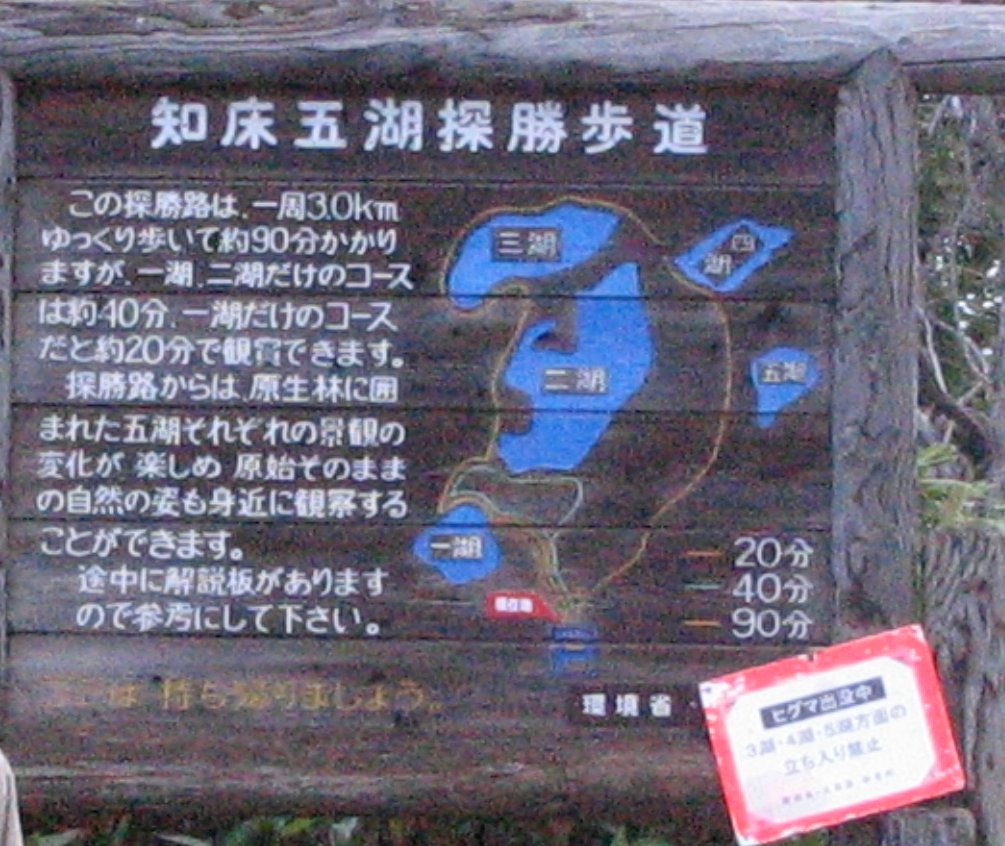 知床五湖探勝歩道
この探勝路は、一周3.0km
ゆっくり歩いて約90分かかり
ますが、一湖、二湖だけのコース
は約40分、一湖だけのコース
だと約20分で観賞できます。
探勝路からは、原生林に囲
まれた五湖それぞれの景観の
変化が 楽しめ 原始そのまま
の自然の姿も身近に観察する
ことができます。
途中に解説板があります
ので参考にして下さい。
は 持ち帰りましょう。
三湖
四湖
二湖
五湖
一湖
現在地
20分
40分
90分
環境省・
ヒグマ出没中
3湖・4湖・5湖方面の
立ち入り禁止